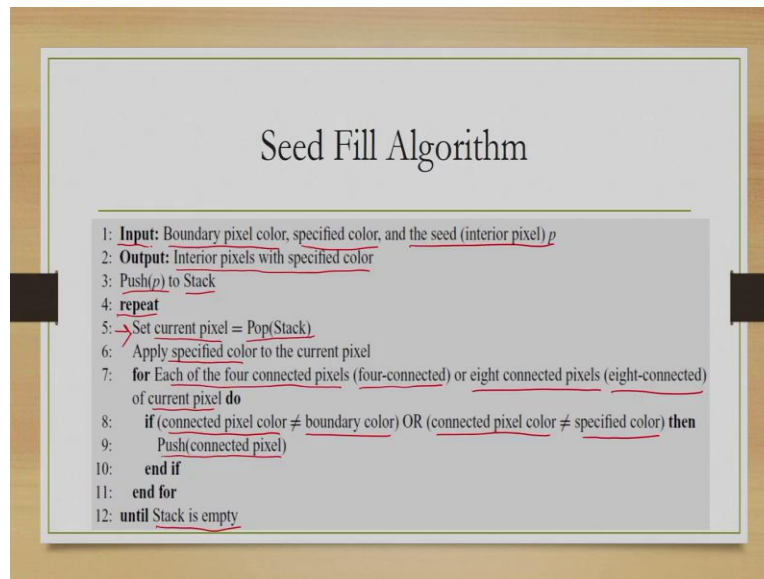 Seed Fill Algorithm
1: Input: Boundary pixel color, specified color, and the seed (interior pixel) p
2: Output: Interior pixels with specified color
3: Push(p) to Stack
4: repeat
5: Set current pixel = Pop(Stack)
6: Apply specified color to the current pixel
7: for Each of the four connected pixels (four-connected) or eight connected pixels (eight-connected)
of current pixel do
8: if (connected pixel color ≠ boundary color) OR (connected pixel color ≠ specified color) then
9: Push(connected pixel)
10: end if
11: end for
12: until Stack is empty